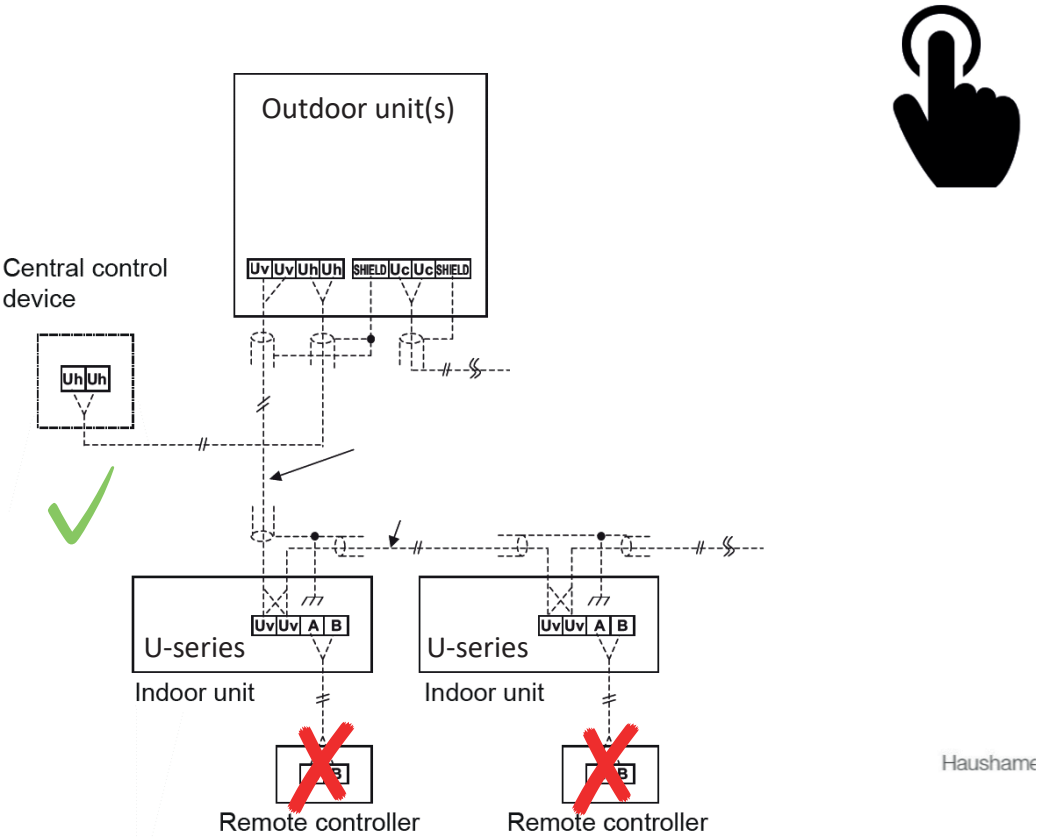 Outdoor unit(s)
Uv Uv Uh Uh SHIELD Uc Uc SHIELD
Central control
device
Uh Uh
Uv Uv A B
Uv Uv A B
U-series
U-series
Indoor unit
Indoor unit
B
B
Remote controller
Remote controller